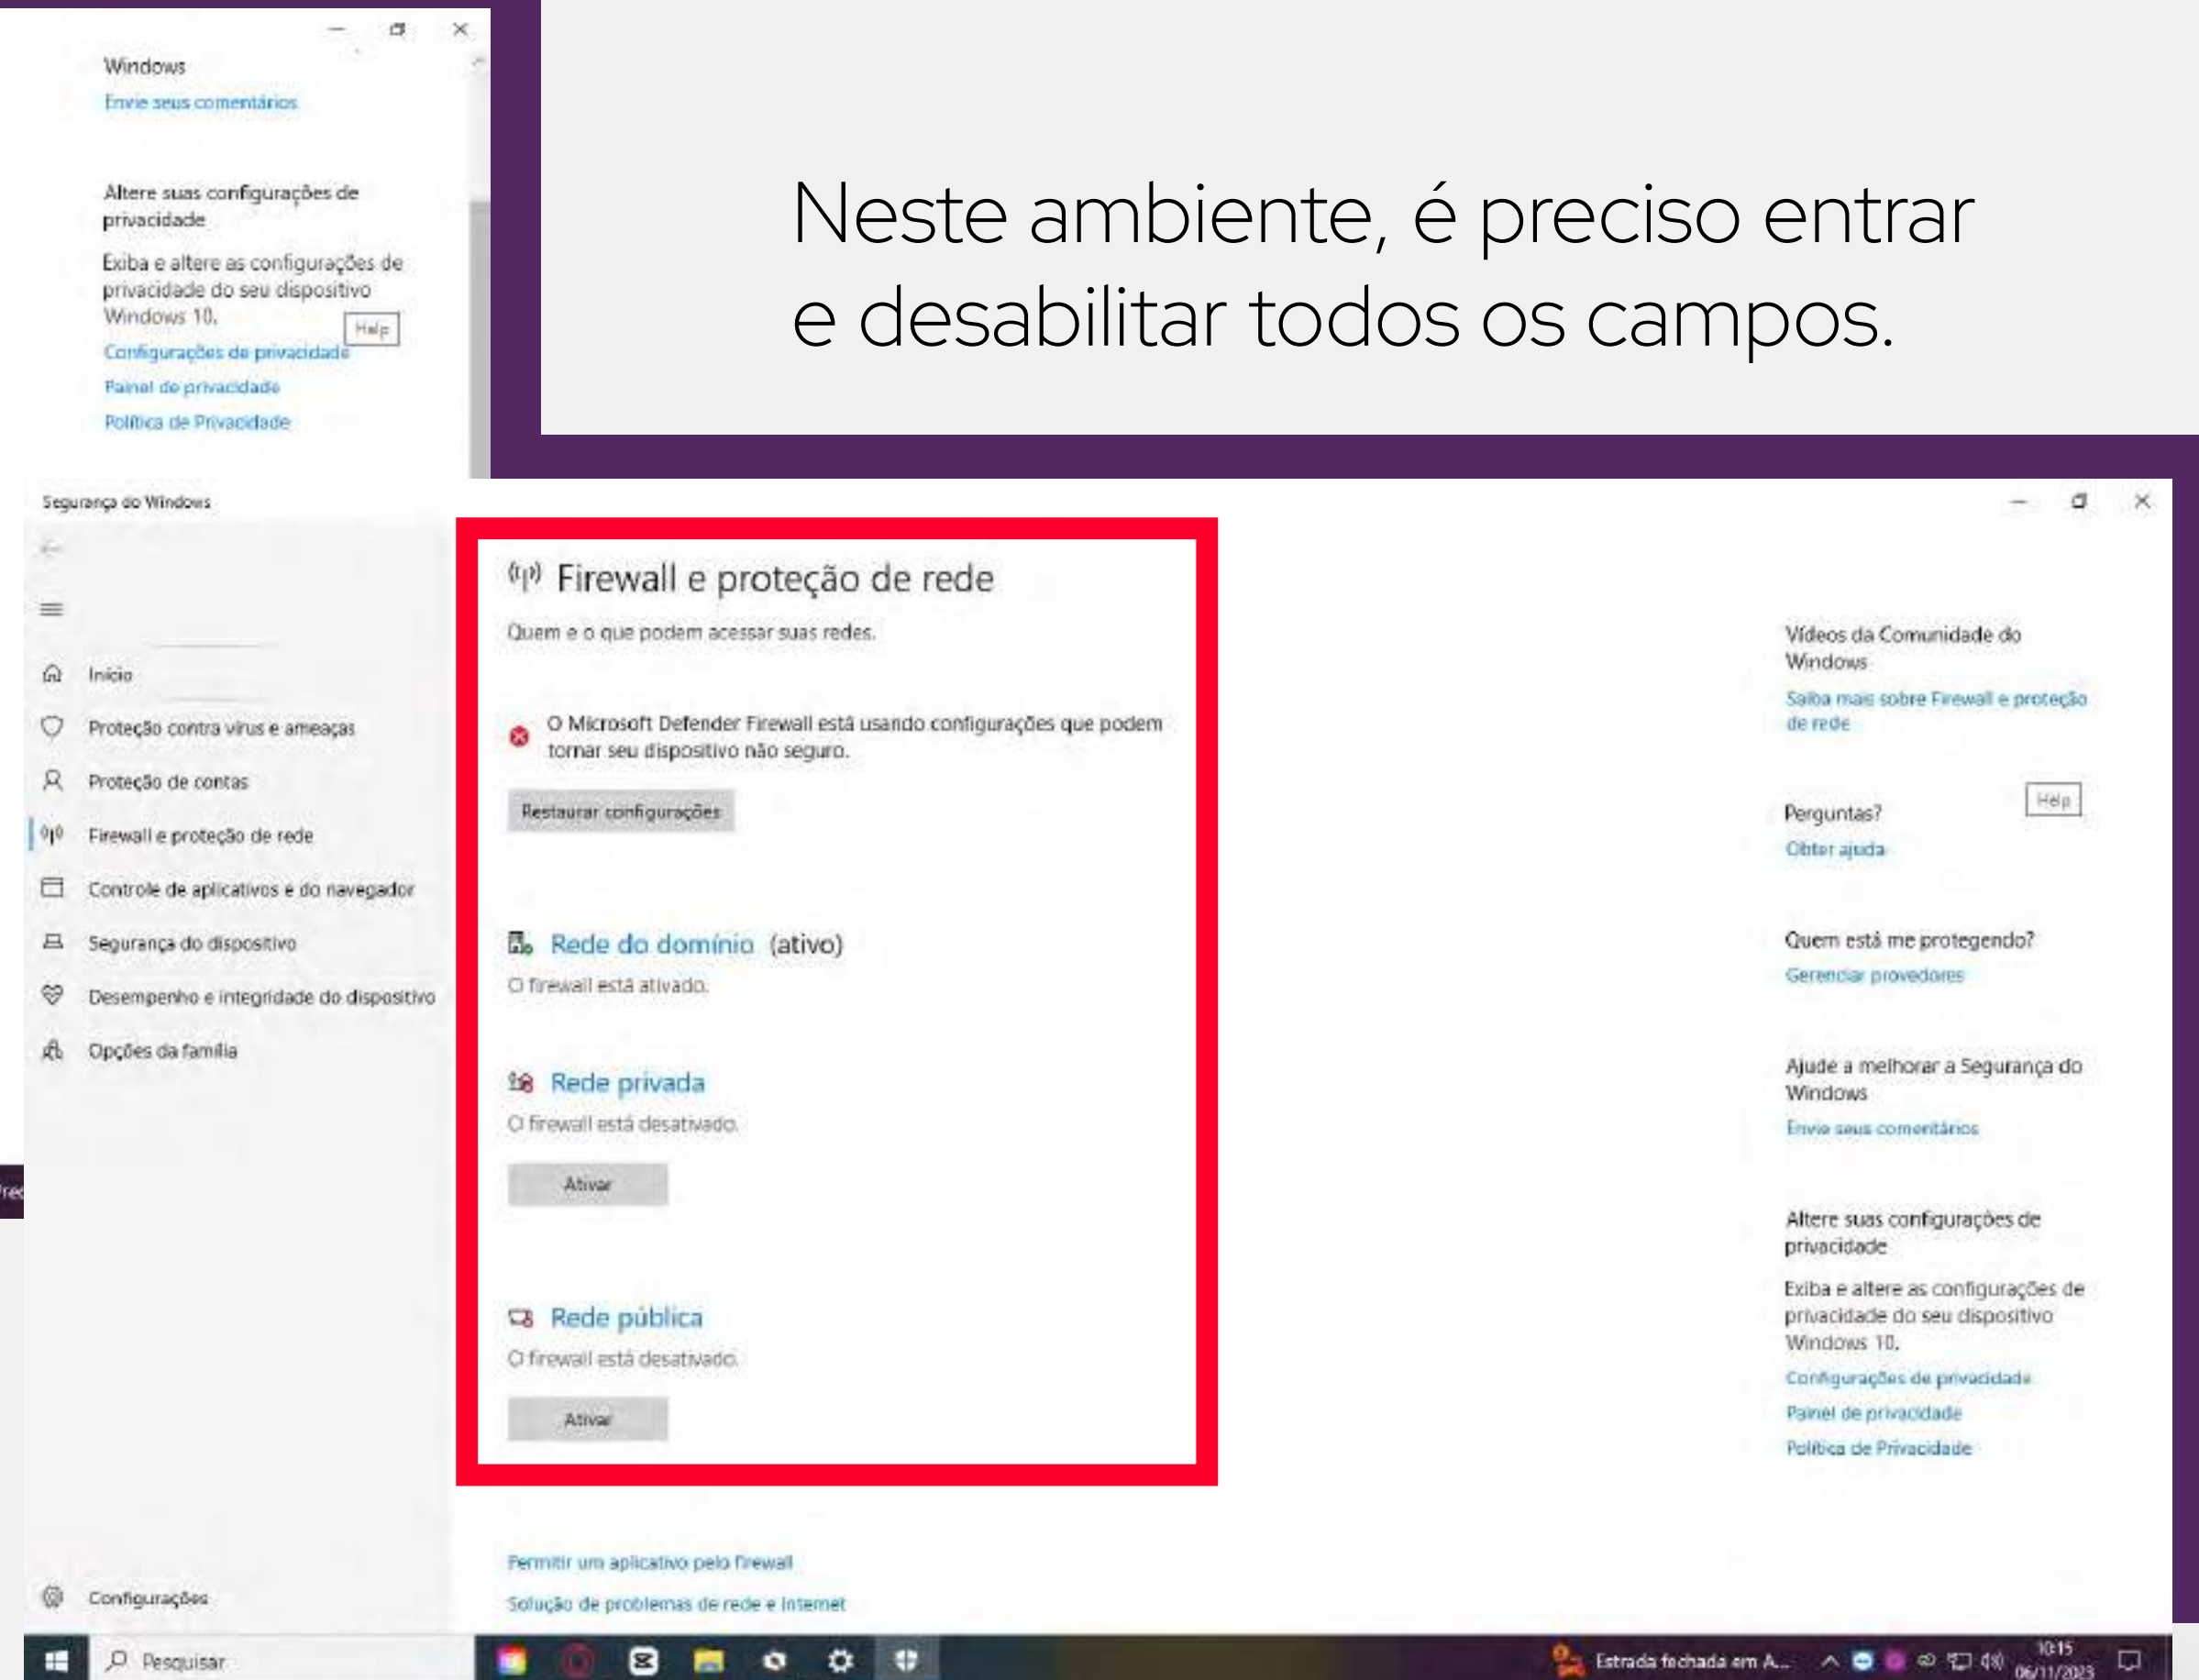 Windows
Envie seus comentários
Altere suas configurações de
privacidade
Exiba e altere as configurações de
privacidade do seu dispositivo
Windows 10.
Help
Configurações de privacidade
Painel de privacidade
Política de Privacidade
Neste ambiente, é preciso entrar
e desabilitar todos os campos.
Segurança do Windows
Início
Proteção contra vírus e ameaças
Proteção de contas
Firewall e proteção de rede
Controle de aplicativos e do navegador
Segurança do dispositivo
Desempenho e integridade do dispositivo
Opções da família
Configurações
Firewall e proteção de rede
Quem e o que podem acessar suas redes.
O Microsoft Defender Firewall está usando configurações que podem
tornar seu dispositivo não seguro.
Restaurar configurações
Rede do domínio (ativo)
O firewall está ativado.
Rede privada
O firewall está desativado.
Ativar
Rede pública
O firewall está desativado.
Ativar
Permitir um aplicativo pelo firewall
Solução de problemas de rede e Internet
Vídeos da Comunidade do
Windows
Saiba mais sobre Firewall e proteção
de rede
Perguntas?
Help
Obter ajuda
Quem está me protegendo?
Gerenciar provedores
Ajude a melhorar a Segurança do
Windows
Envie seus comentários
Altere suas configurações de
privacidade
Exiba e altere as configurações de
privacidade do seu dispositivo
Windows 10.
Configurações de privacidade
Painel de privacidade
Política de Privacidade
Pesquisar
Estrada fechada em A...
10:15
06/11/2023